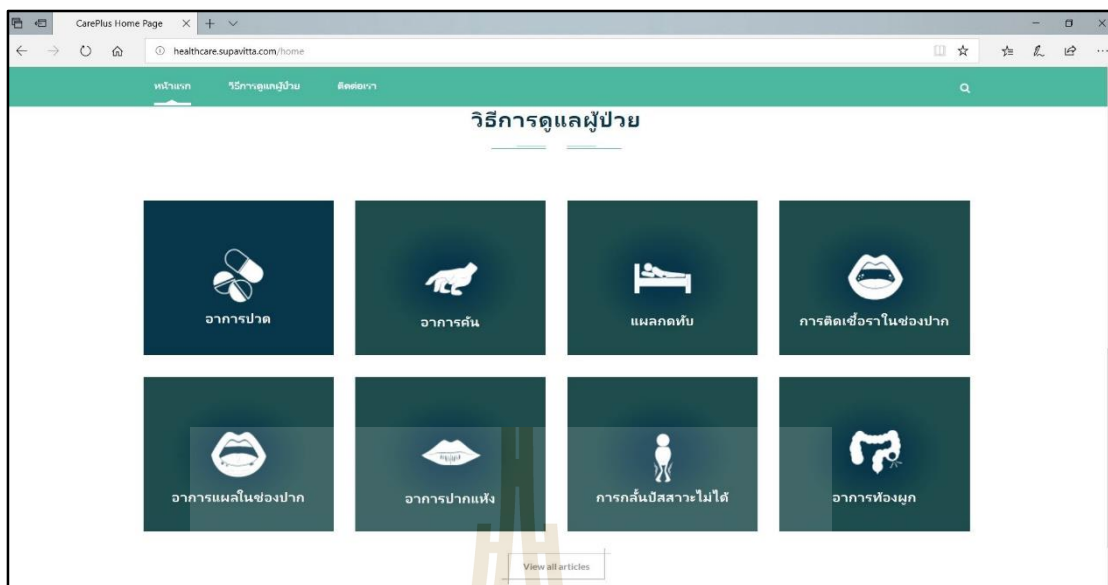 CarePlus Home Page
healthcare.supavitta.com/home
หน้าแรก วิธีการดูแลผู้ป่วย ติดต่อเรา
วิธีการดูแลผู้ป่วย
อาการปวด อาการคัน แผลกดทับ การติดเชื้อราในช่องปาก
อาการแผลในช่องปาก อาการปากแห้ง การกลั้นปัสสาวะไม่ได้ อาการท้องผูก
View all articles